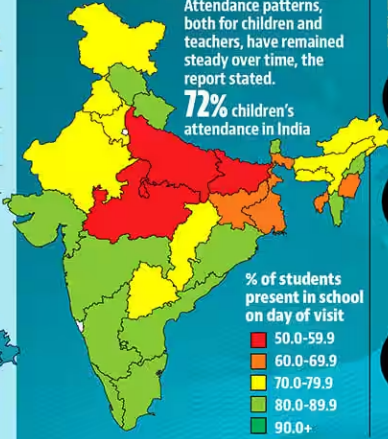 Attendance patterns,
both for children and
teachers, have remained
steady over time, the
report stated.
72% children's
attendance in India
% of students
present in school
on day of visit
50.0-59.9
60.0-69.9
70.0-79.9
80.0-89.9
90.0+